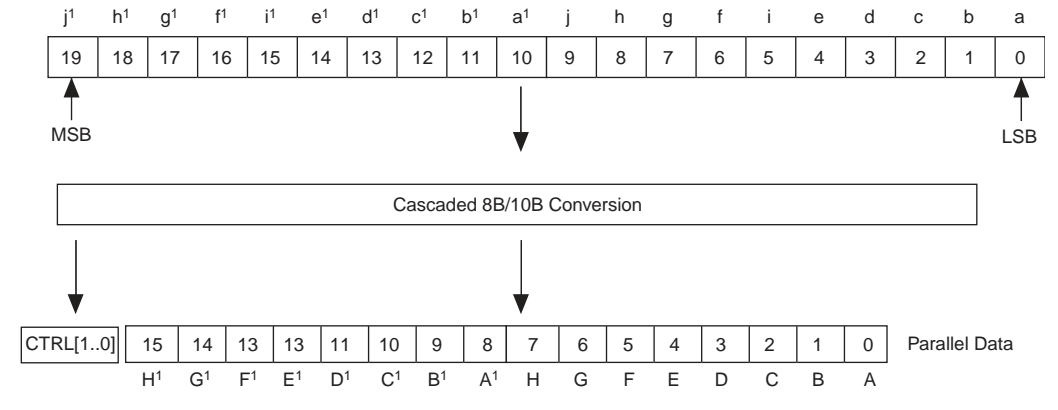 j¹ h¹ g¹ f¹ i¹ e¹ d¹ c¹ b¹ a¹ j h g f i e d c b a
19 18 17 16 15 14 13 12 11 10 9 8 7 6 5 4 3 2 1 0
MSB LSB
Cascaded 8B/10B Conversion
CTRL[1..0] 15 14 13 13 11 10 9 8 7 6 5 4 3 2 1 0 Parallel Data
H¹ G¹ F¹ E¹ D¹ C¹ B¹ A¹ H G F E D C B A